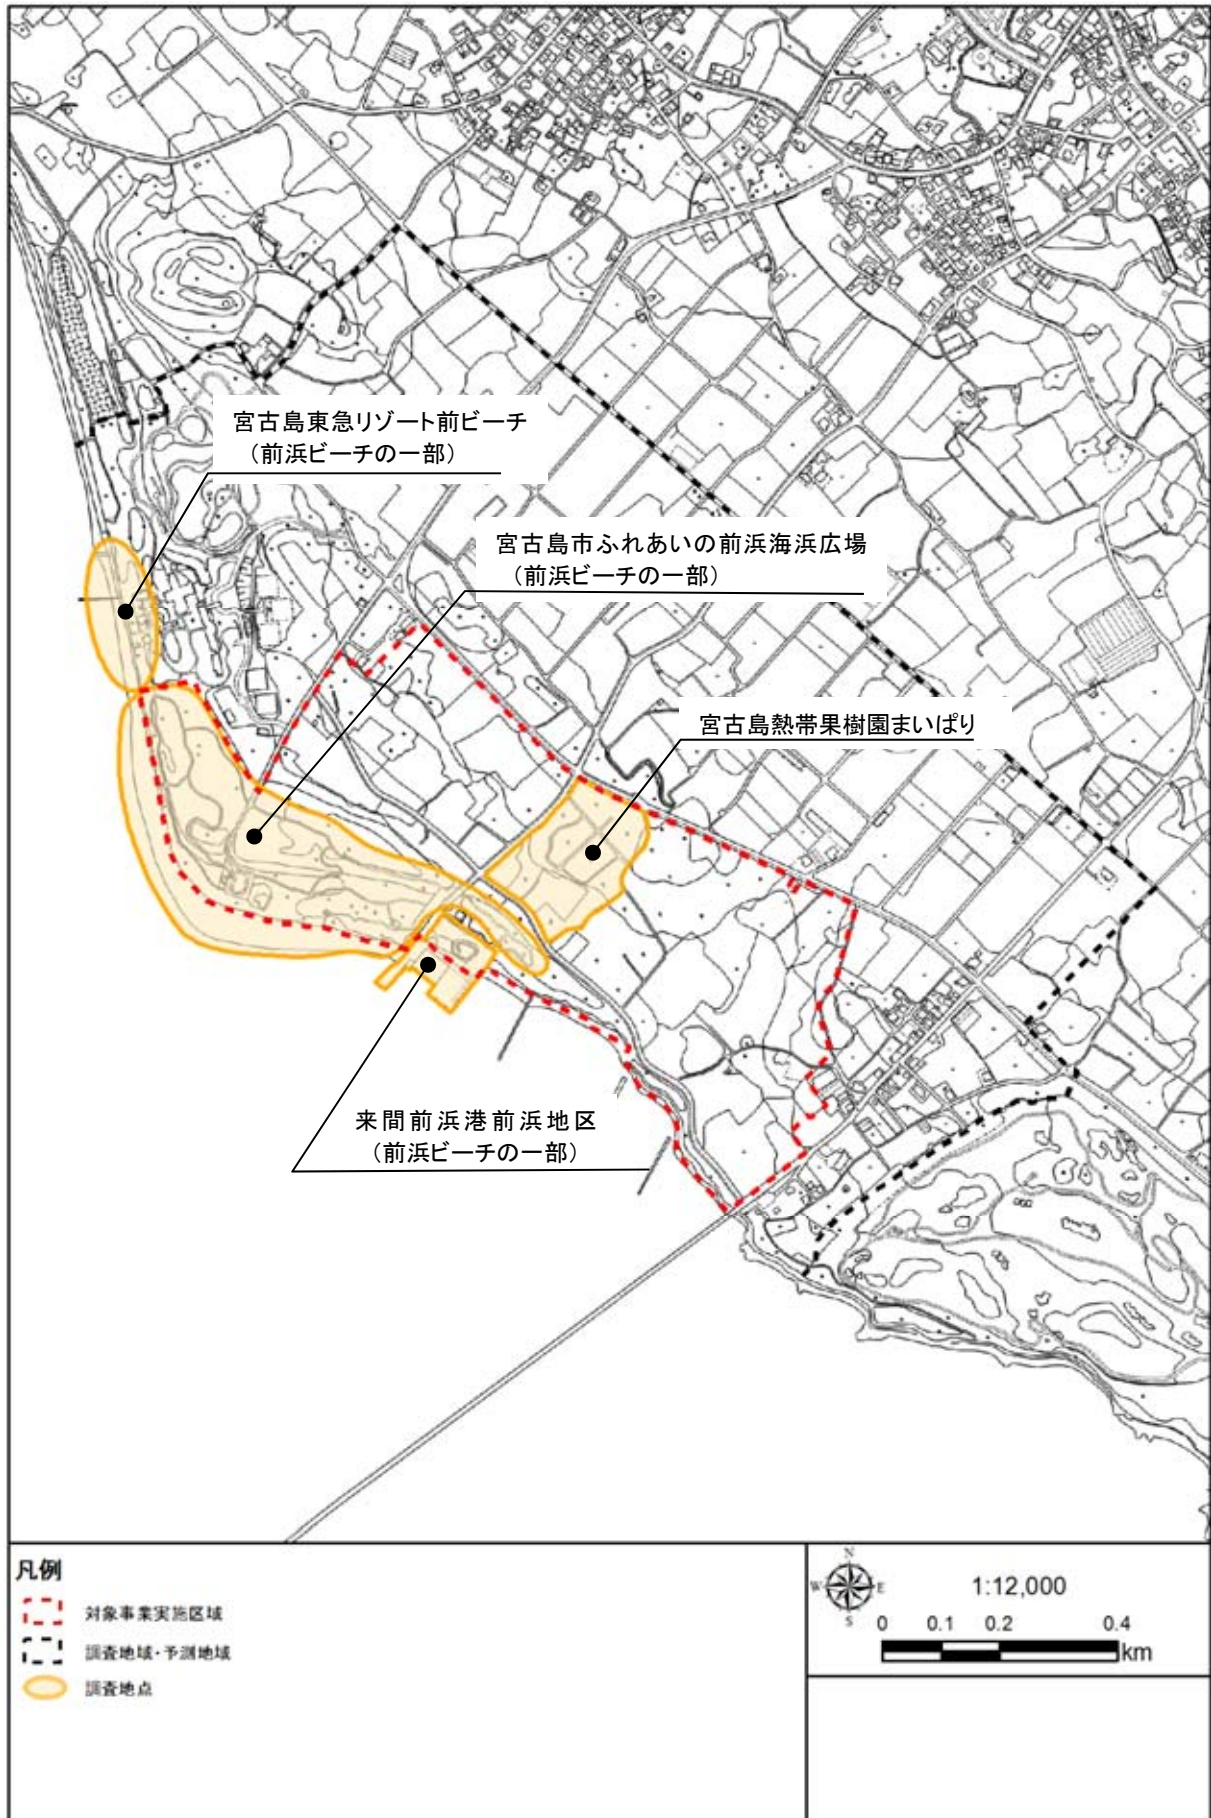 宮古島東急リゾート前ビーチ
（前浜ビーチの一部）
宮古島市ふれあいの前浜海浜広場
（前浜ビーチの一部）
宮古島熱帯果樹園まいぱり
来間前浜港前浜地区
（前浜ビーチの一部）
凡例
対象事業実施区域
調査地域・予測地域
調査地点
N
W E
S
1:12,000
0 0.1 0.2 0.4
km